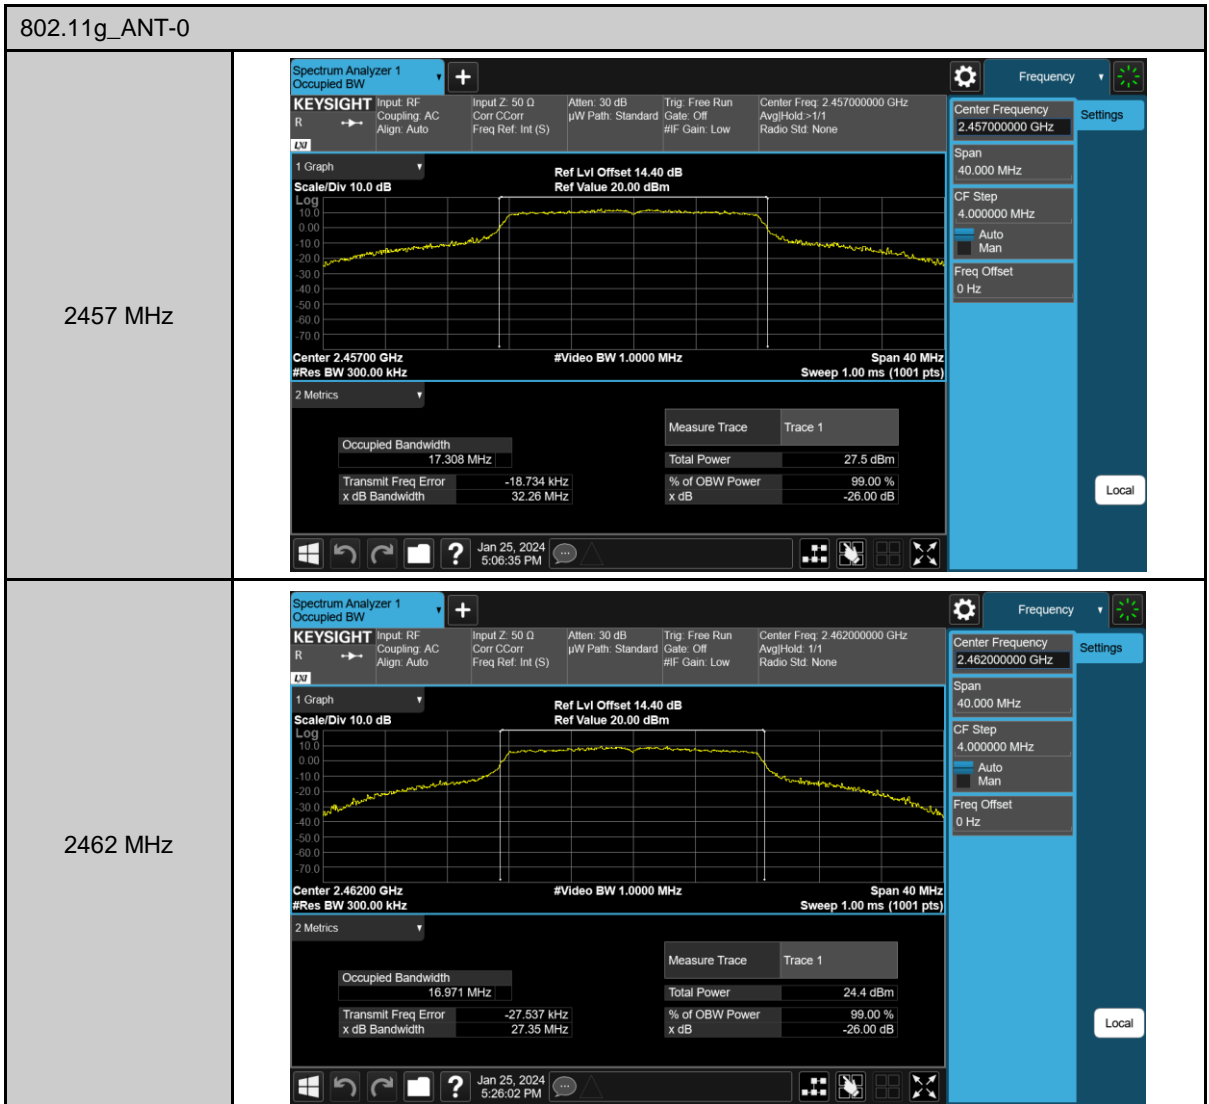 802.11g_ANT-0
2457 MHz
Spectrum Analyzer 1
Occupied BW
+
Frequency
KEYSIGHT
R
LXI
Input: RF
Coupling: AC
Align: Auto
Input Z: 50 Ω
Corr CCorr
Freq Ref: Int (S)
Atten: 30 dB
µW Path: Standard
Trig: Free Run
Gate: Off
#IF Gain: Low
Center Freq: 2.457000000 GHz
Avg|Hold:>1/1
Radio Std: None
Center Frequency
2.457000000 GHz
Settings
Span
40.000 MHz
CF Step
4.000000 MHz
Auto
Man
Freq Offset
0 Hz
Local
1 Graph
Scale/Div 10.0 dB
Ref Lvl Offset 14.40 dB
Ref Value 20.00 dBm
Log
10.0
0.00
-10.0
-20.0
-30.0
-40.0
-50.0
-60.0
-70.0
Center 2.45700 GHz
#Video BW 1.0000 MHz
Span 40 MHz
#Res BW 300.00 kHz
Sweep 1.00 ms (1001 pts)
2 Metrics
Measure Trace Trace 1
Occupied Bandwidth
17.308 MHz
Total Power 27.5 dBm
Transmit Freq Error -18.734 kHz
% of OBW Power 99.00 %
x dB Bandwidth 32.26 MHz
x dB -26.00 dB
?
Jan 25, 2024
5:06:35 PM
2462 MHz
Spectrum Analyzer 1
Occupied BW
+
Frequency
KEYSIGHT
R
LXI
Input: RF
Coupling: AC
Align: Auto
Input Z: 50 Ω
Corr CCorr
Freq Ref: Int (S)
Atten: 30 dB
µW Path: Standard
Trig: Free Run
Gate: Off
#IF Gain: Low
Center Freq: 2.462000000 GHz
Avg|Hold: 1/1
Radio Std: None
Center Frequency
2.462000000 GHz
Settings
Span
40.000 MHz
CF Step
4.000000 MHz
Auto
Man
Freq Offset
0 Hz
Local
1 Graph
Scale/Div 10.0 dB
Ref Lvl Offset 14.40 dB
Ref Value 20.00 dBm
Log
10.0
0.00
-10.0
-20.0
-30.0
-40.0
-50.0
-60.0
-70.0
Center 2.46200 GHz
#Video BW 1.0000 MHz
Span 40 MHz
#Res BW 300.00 kHz
Sweep 1.00 ms (1001 pts)
2 Metrics
Measure Trace Trace 1
Occupied Bandwidth
16.971 MHz
Total Power 24.4 dBm
Transmit Freq Error -27.537 kHz
% of OBW Power 99.00 %
x dB Bandwidth 27.35 MHz
x dB -26.00 dB
?
Jan 25, 2024
5:26:02 PM